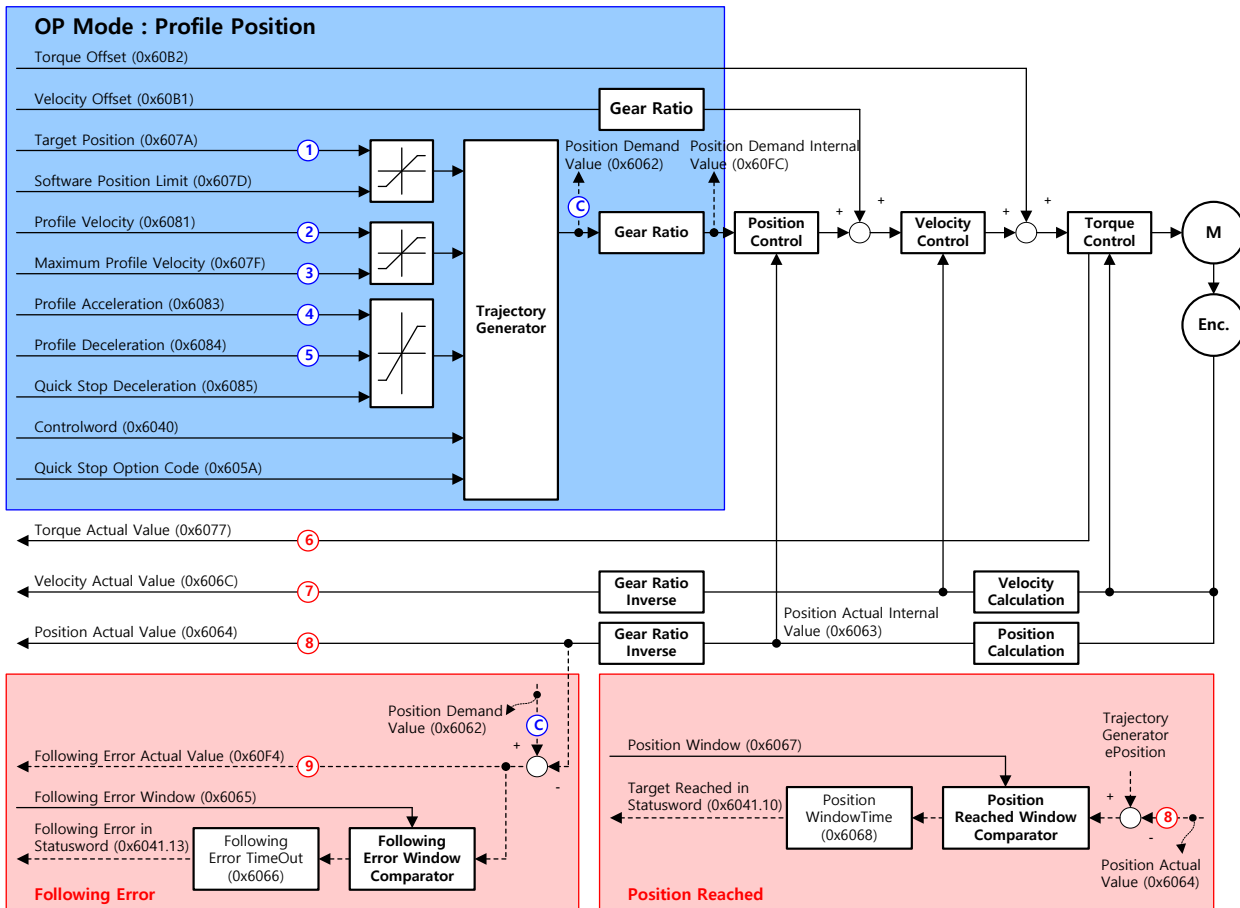 OP Mode : Profile Position
Torque Offset (0x60B2)
Velocity Offset (0x60B1)
Gear Ratio
Target Position (0x607A)
1
Software Position Limit (0x607D)
Profile Velocity (0x6081)
2
Maximum Profile Velocity (0x607F)
3
Profile Acceleration (0x6083)
4
Profile Deceleration (0x6084)
5
Quick Stop Deceleration (0x6085)
Controlword (0x6040)
Quick Stop Option Code (0x605A)
Trajectory
Generator
Position Demand
Value (0x6062)
C
Gear Ratio
Position Demand Internal
Value (0x60FC)
Position
Control
+
+
Velocity
Control
+
+
Torque
Control
M
Enc.
Torque Actual Value (0x6077)
6
Velocity Actual Value (0x606C)
7
Gear Ratio
Inverse
Velocity
Calculation
Position Actual Value (0x6064)
8
Gear Ratio
Inverse
Position Actual Internal
Value (0x6063)
Position
Calculation
Position Demand
Value (0x6062)
C
+
-
Following Error Actual Value (0x60F4)
9
Following Error Window (0x6065)
Following Error in
Statusword (0x6041.13)
Following
Error TimeOut
(0x6066)
Following
Error Window
Comparator
Following Error
Trajectory
Generator
ePosition
Position Window (0x6067)
Target Reached in
Statusword (0x6041.10)
Position
WindowTime
(0x6068)
Position
Reached Window
Comparator
+
-
8
Position Actual
Value (0x6064)
Position Reached